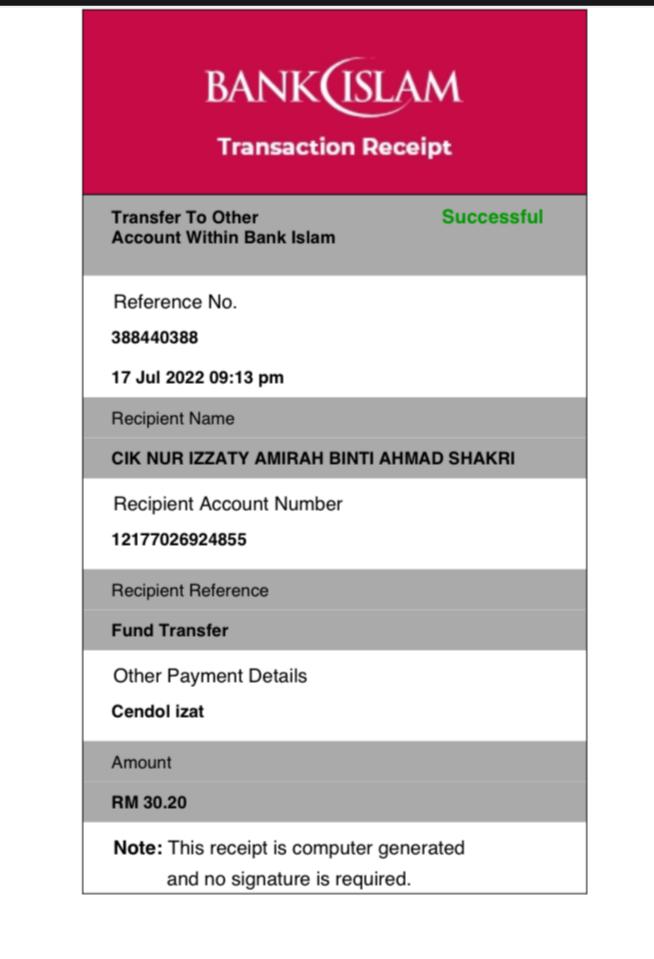 BANK ISLAM
Transaction Receipt
Transfer To Other
Account Within Bank Islam
Successful
Reference No.
388440388
17 Jul 2022 09:13 pm
Recipient Name
CIK NUR IZZATY AMIRAH BINTI AHMAD SHAKRI
Recipient Account Number
12177026924855
Recipient Reference
Fund Transfer
Other Payment Details
Cendol izat
Amount
RM 30.20
Note: This receipt is computer generated
and no signature is required.